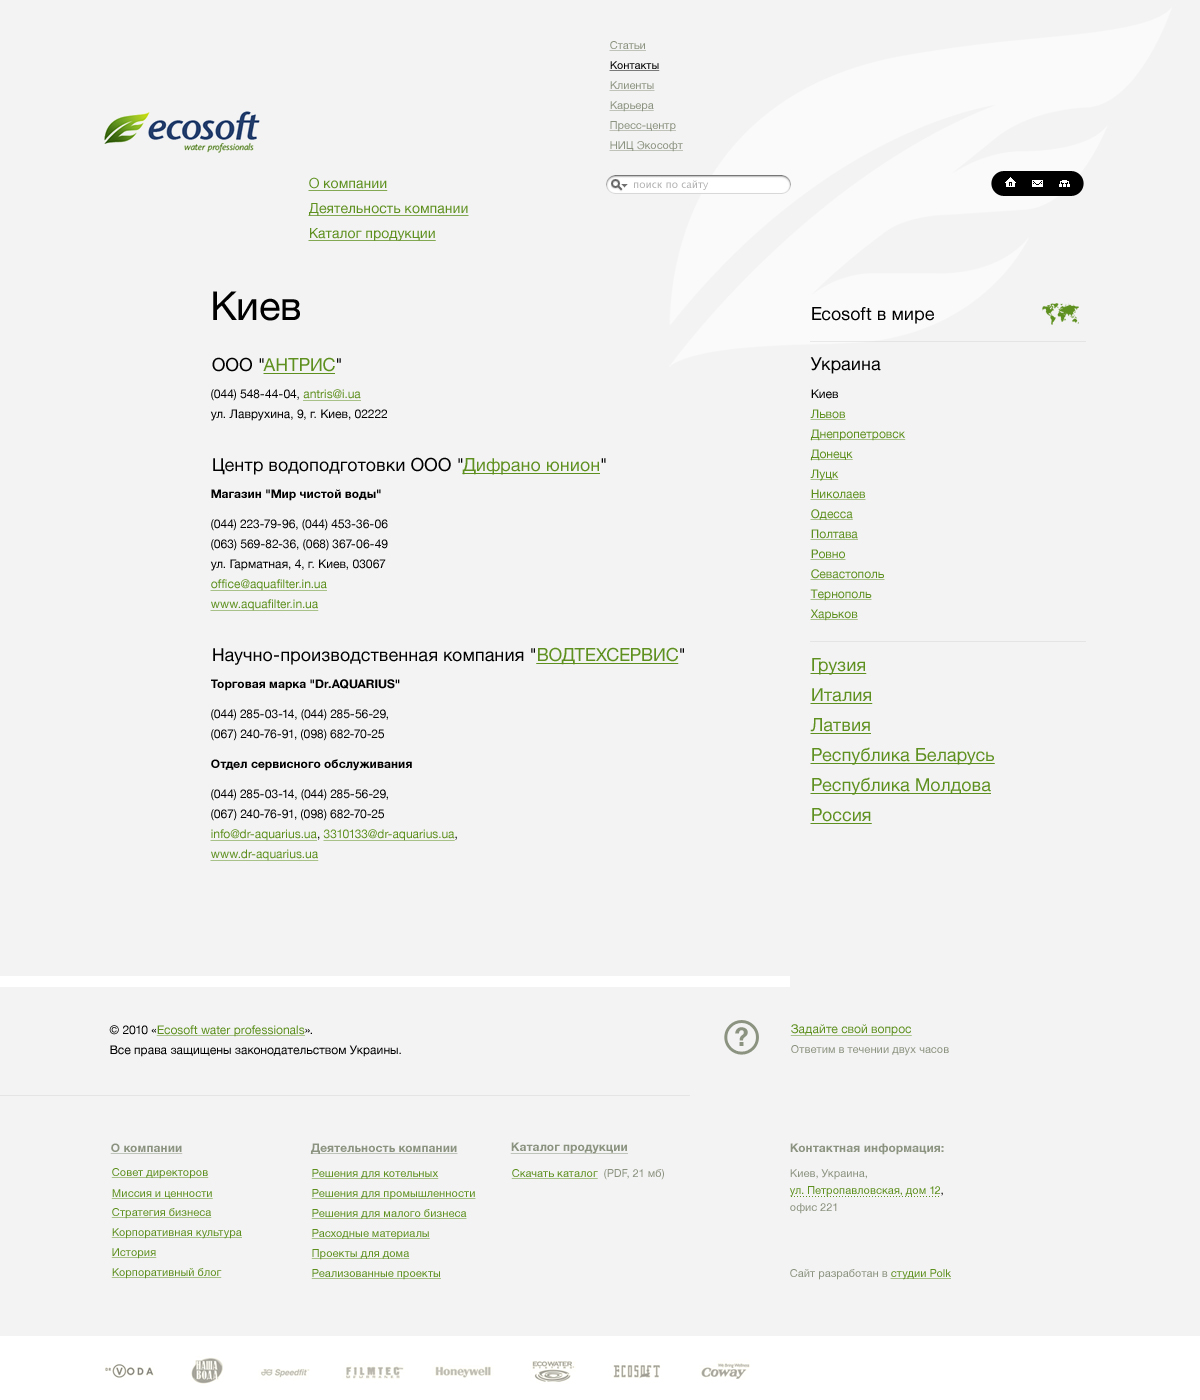 Статьи
Контакты
Клиенты
Карьера
Пресс-центр
НИЦ Экософт
ecosoft
water professionals
О компании
Деятельность компании
Каталог продукции
поиск по сайту
Киев
ООО "АНТРИС"
(044) 548-44-04, antris@i.ua
ул. Лаврухина, 9, г. Киев, 02222
Центр водоподготовки ООО "Дифрано юнион"
Магазин "Мир чистой воды"
(044) 223-79-96, (044) 453-36-06
(063) 569-82-36, (068) 367-06-49
ул. Гарматная, 4, г. Киев, 03067
office@aquafilter.in.ua
www.aquafilter.in.ua
Научно-производственная компания "ВОДТЕХСЕРВИС"
Торговая марка "Dr.AQUARIUS"
(044) 285-03-14, (044) 285-56-29,
(067) 240-76-91, (098) 682-70-25
Отдел сервисного обслуживания
(044) 285-03-14, (044) 285-56-29,
(067) 240-76-91, (098) 682-70-25
info@dr-aquarius.ua, 3310133@dr-aquarius.ua,
www.dr-aquarius.ua
Ecosoft в мире
Украина
Киев
Львов
Днепропетровск
Донецк
Луцк
Николаев
Одесса
Полтава
Ровно
Севастополь
Тернополь
Харьков
Грузия
Италия
Латвия
Республика Беларусь
Республика Молдова
Россия
© 2010 «Ecosoft water professionals».
Все права защищены законодательством Украины.
?
Задайте свой вопрос
Ответим в течении двух часов
О компании
Совет директоров
Миссия и ценности
Стратегия бизнеса
Корпоративная культура
История
Корпоративный блог
Деятельность компании
Решения для котельных
Решения для промышленности
Решения для малого бизнеса
Расходные материалы
Проекты для дома
Реализованные проекты
Каталог продукции
Скачать каталог (PDF, 21 мб)
Контактная информация:
Киев, Украина,
ул. Петропавловская, дом 12,
офис 221
Сайт разработан в студии Polk
VODA
НАША ВОДА
JG Speedfit
FILMTEC
Honeywell
ECOWATER
ECOSOFT
Coway